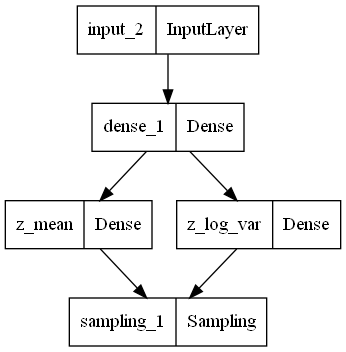 input_2 InputLayer
dense_1 Dense
z_mean Dense z_log_var Dense
sampling_1 Sampling